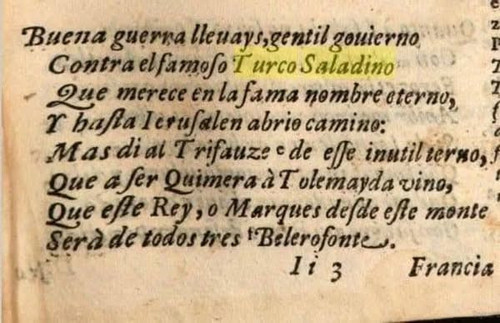 Buena guerra lleuays,gentil gouierno
Contra el famoso Turco Saladino
Que merece en la fama nombre eterno,
Y hasta Ierusalen abrio camino:
Mas di al Trifauze ᵉ de esse inutil terno,
Que a ser Quimera à Tolemayda vino,
Que este Rey, o Marques desde este monte
Serà de todos tres ᶠBelerofonte.
Ii 3 Francia